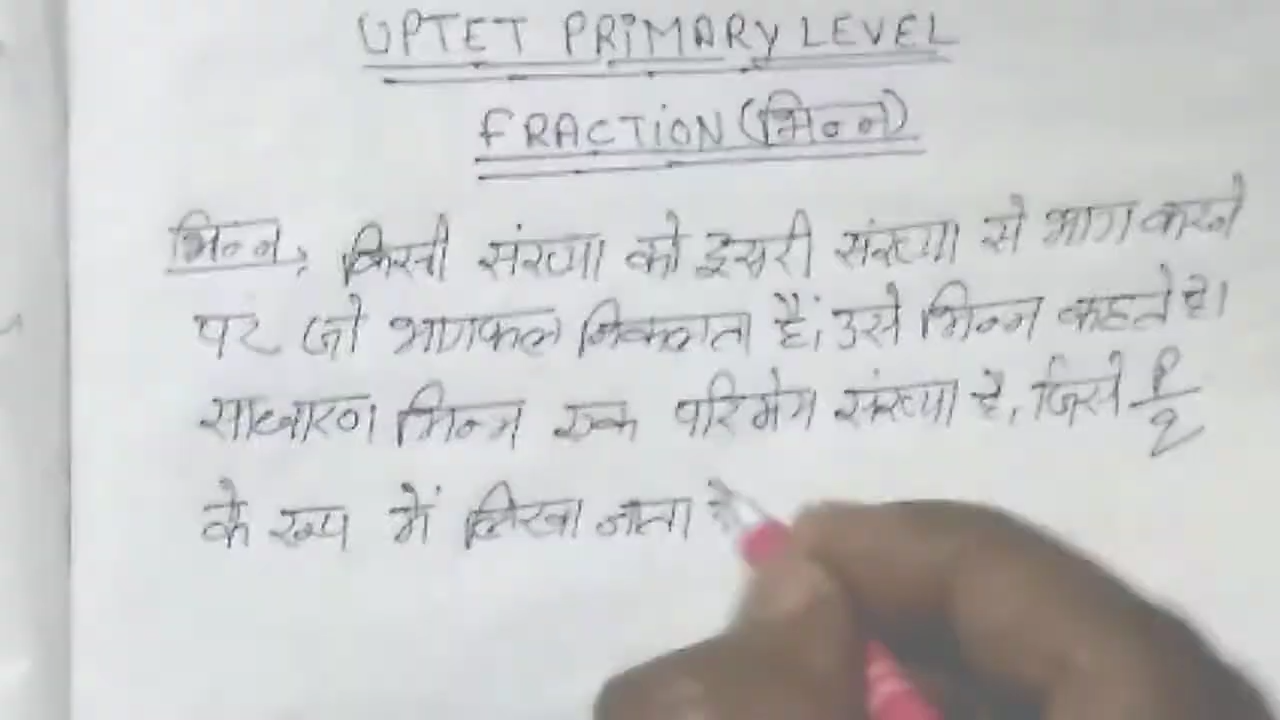 UPTET PRIMARY LEVEL
FRACTION (भिन्न)
भिन्न, किसी संख्या को दूसरी संख्या से भाग करने
पर जो भागफल निकलता हैं, उसे भिन्न कहते है।
साधारण भिन्न एक परिमेय संख्या है, जिसे P/q
के रूप में लिखा जाता है